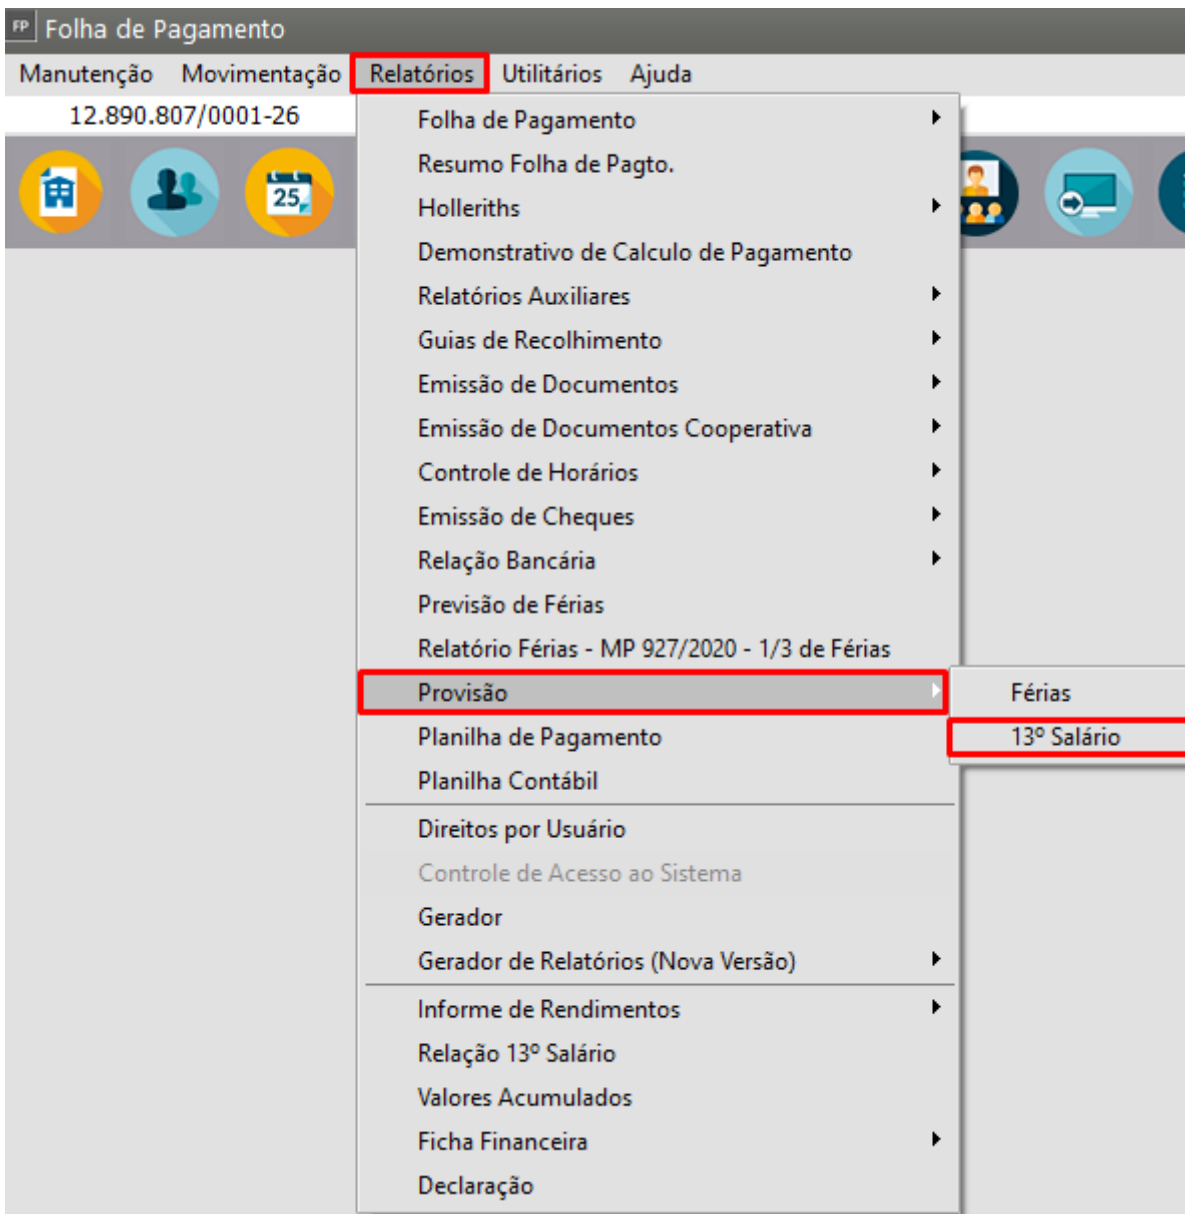 FP Folha de Pagamento
Manutenção Movimentação Relatórios Utilitários Ajuda
12.890.807/0001-26
25
Folha de Pagamento
Resumo Folha de Pagto.
Holleriths
Demonstrativo de Calculo de Pagamento
Relatórios Auxiliares
Guias de Recolhimento
Emissão de Documentos
Emissão de Documentos Cooperativa
Controle de Horários
Emissão de Cheques
Relação Bancária
Previsão de Férias
Relatório Férias - MP 927/2020 - 1/3 de Férias
Provisão
Férias
13º Salário
Planilha de Pagamento
Planilha Contábil
Direitos por Usuário
Controle de Acesso ao Sistema
Gerador
Gerador de Relatórios (Nova Versão)
Informe de Rendimentos
Relação 13º Salário
Valores Acumulados
Ficha Financeira
Declaração